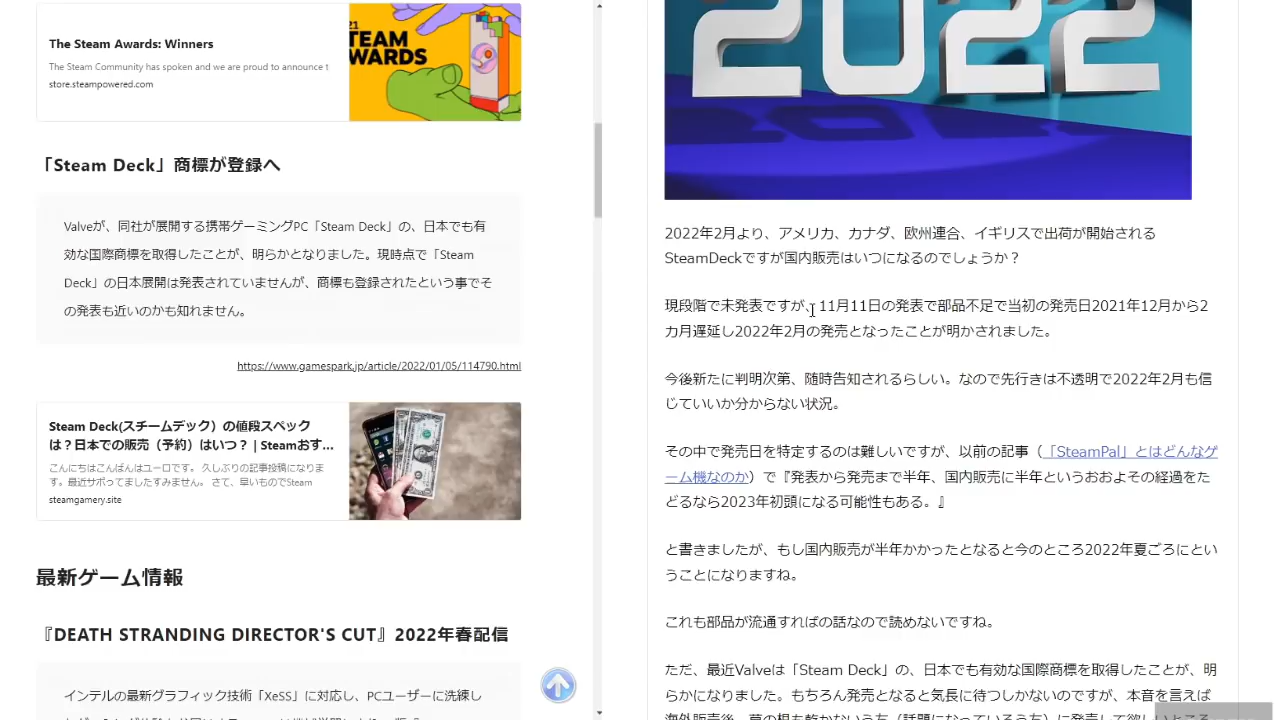 The Steam Awards: Winners
The Steam Community has spoken and we are proud to announce t
store.steampowered.com
21
TEAM
WARDS
「Steam Deck」商標が登録へ
Valveが、同社が展開する携帯ゲーミングPC「Steam Deck」の、日本でも有
効な国際商標を取得したことが、明らかとなりました。現時点で「Steam
Deck」の日本展開は発表されていませんが、商標も登録されたという事でそ
の発表も近いのかも知れません。
https://www.gamespark.jp/article/2022/01/05/114790.html
Steam Deck(スチームデック）の値段スペック
は？日本での販売（予約）はいつ？ | Steamおす...
こんにちはこんばんはユーロです。 久しぶりの記事投稿になりま
す。最近サボってましたすみません。 さて、早いものでSteam
steamgamery.site
最新ゲーム情報
『DEATH STRANDING DIRECTOR'S CUT』2022年春配信
インテルの最新グラフィック技術「XeSS」に対応し、PCユーザーに洗練し
2022
2022年2月より、アメリカ、カナダ、欧州連合、イギリスで出荷が開始される
SteamDeckですが国内販売はいつになるのでしょうか？
現段階で未発表ですが、11月11日の発表で部品不足で当初の発売日2021年12月から2
カ月遅延し2022年2月の発売となったことが明かされました。
今後新たに判明次第、随時告知されるらしい。なので先行きは不透明で2022年2月も信
じていいか分からない状況。
その中で発売日を特定するのは難しいですが、以前の記事（「SteamPal」とはどんなゲ
ーム機なのか）で『発表から発売まで半年、国内販売に半年というおおよその経過をた
どるなら2023年初頭になる可能性もある。』
と書きましたが、もし国内販売が半年かかったとなると今のところ2022年夏ごろにとい
うことになりますね。
これも部品が流通すればの話なので読めないですね。
ただ、最近Valveは「Steam Deck」の、日本でも有効な国際商標を取得したことが、明
らかになりました。もちろん発売となると気長に待つしかないのですが、本音を言えば
海外販売後、草の根も乾かないうち（話題になっているうち）に発売して欲しいところ